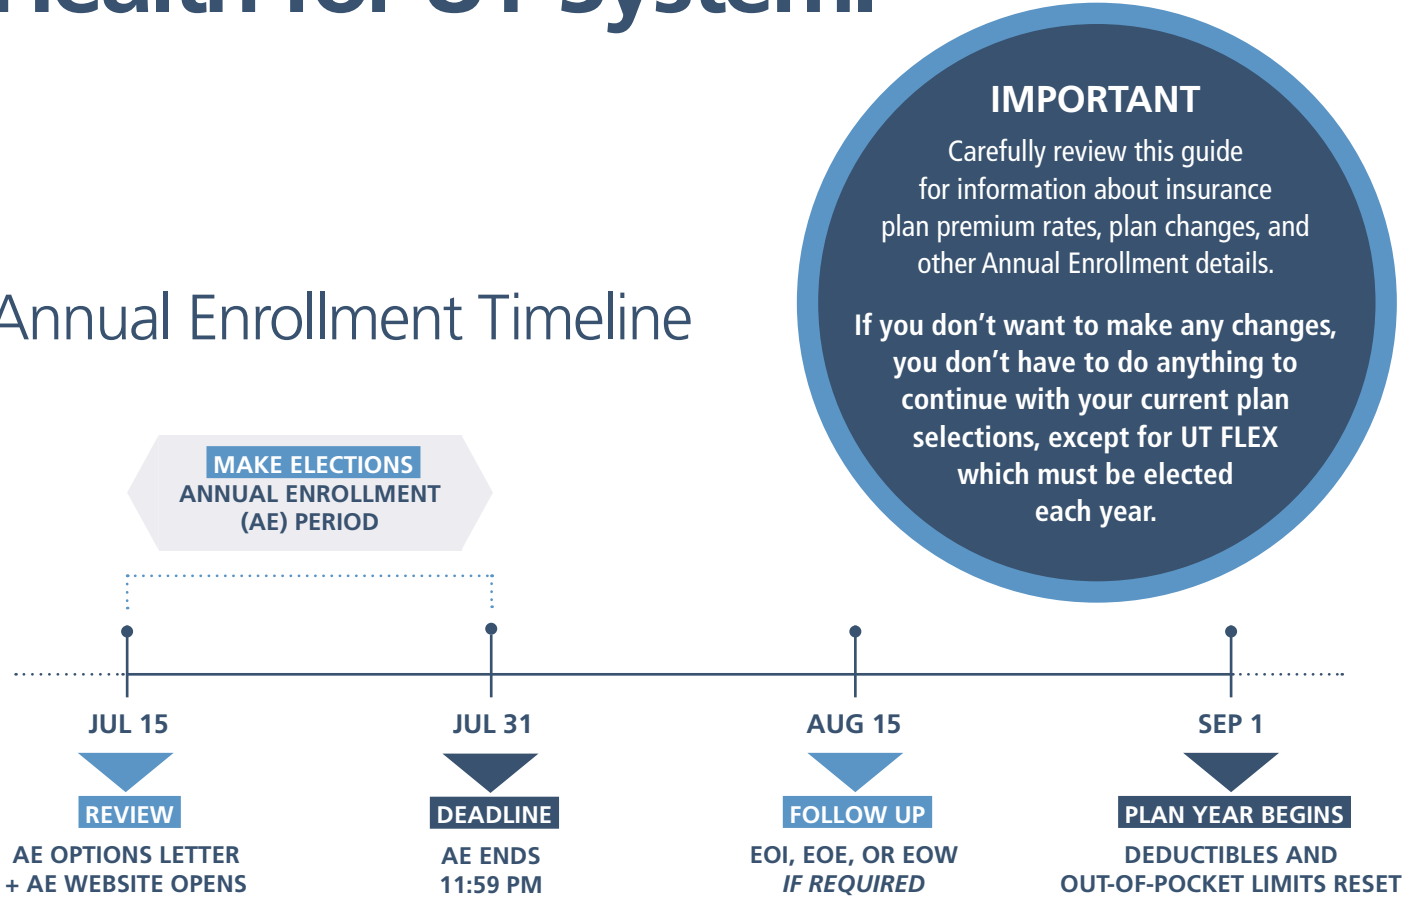 Health for UT System.
IMPORTANT
Carefully review this guide
for information about insurance
plan premium rates, plan changes, and
other Annual Enrollment details.
If you don’t want to make any changes,
you don’t have to do anything to
continue with your current plan
selections, except for UT FLEX
which must be elected
each year.
Annual Enrollment Timeline
MAKE ELECTIONS
ANNUAL ENROLLMENT
(AE) PERIOD
JUL 15
REVIEW
AE OPTIONS LETTER
+ AE WEBSITE OPENS
JUL 31
DEADLINE
AE ENDS
11:59 PM
AUG 15
FOLLOW UP
EOI, EOE, OR EOW
IF REQUIRED
SEP 1
PLAN YEAR BEGINS
DEDUCTIBLES AND
OUT-OF-POCKET LIMITS RESET